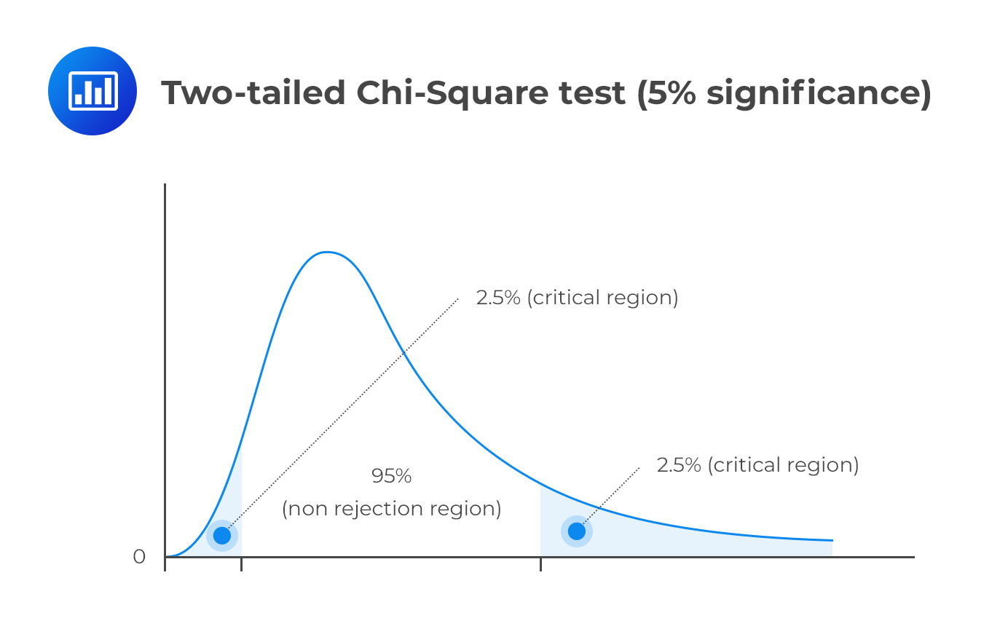 Two-tailed Chi-Square test (5% significance)
2.5% (critical region)
2.5% (critical region)
95%
(non rejection region)
0